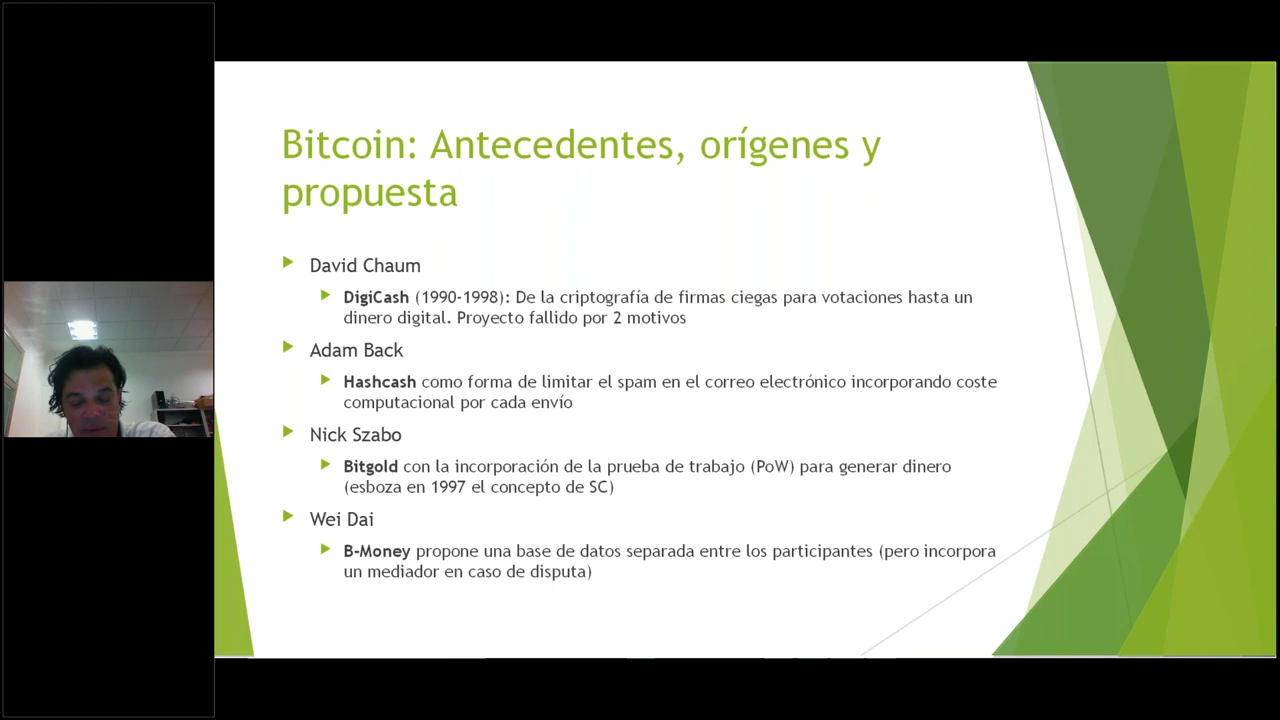 Bitcoin: Antecedentes, orígenes y
propuesta
David Chaum
DigiCash (1990-1998): De la criptografía de firmas ciegas para votaciones hasta un
dinero digital. Proyecto fallido por 2 motivos
Adam Back
Hashcash como forma de limitar el spam en el correo electrónico incorporando coste
computacional por cada envío
Nick Szabo
Bitgold con la incorporación de la prueba de trabajo (PoW) para generar dinero
(esboza en 1997 el concepto de SC)
Wei Dai
B-Money propone una base de datos separada entre los participantes (pero incorpora
un mediador en caso de disputa)